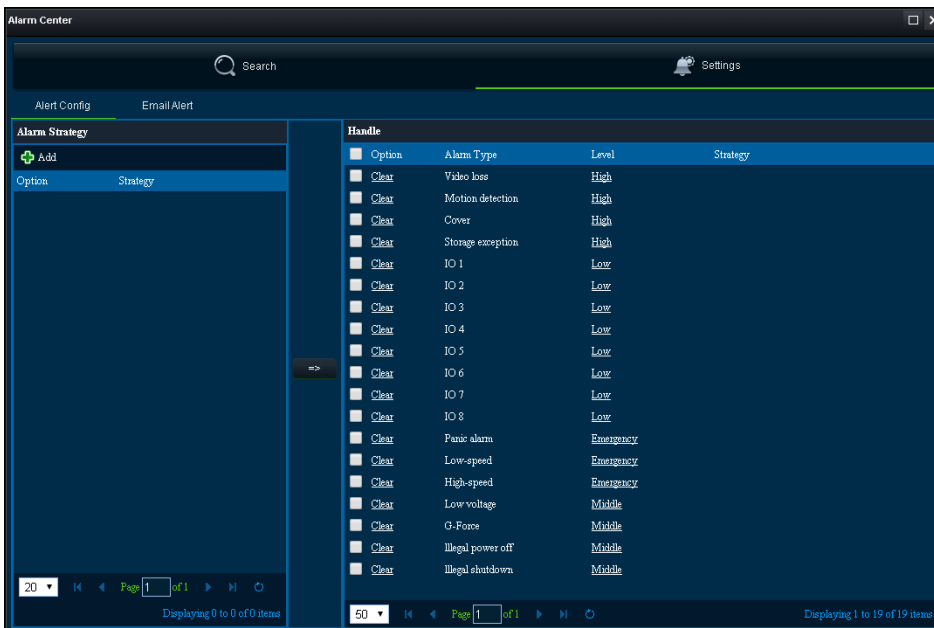 Alarm Center
Search
Settings
Alert Config Email Alert
Alarm Strategy
Add
Option Strategy
20 Page 1 of 1
Displaying 0 to 0 of 0 items
=>
Handle
Option Alarm Type Level Strategy
Clear Video loss High
Clear Motion detection High
Clear Cover High
Clear Storage exception High
Clear IO 1 Low
Clear IO 2 Low
Clear IO 3 Low
Clear IO 4 Low
Clear IO 5 Low
Clear IO 6 Low
Clear IO 7 Low
Clear IO 8 Low
Clear Panic alarm Emergency
Clear Low-speed Emergency
Clear High-speed Emergency
Clear Low voltage Middle
Clear G-Force Middle
Clear Illegal power off Middle
Clear Illegal shutdown Middle
50 Page 1 of 1 Displaying 1 to 19 of 19 items